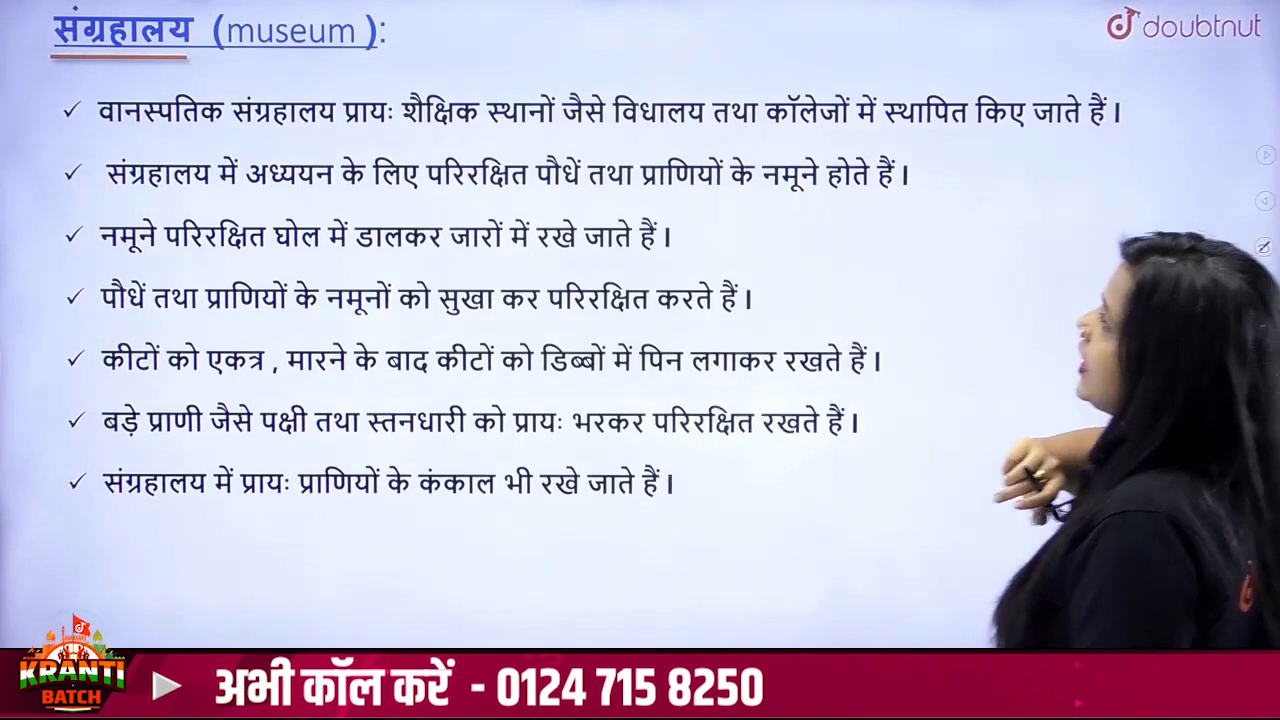 संग्रहालय (museum ):
doubtnut
✓ वानस्पतिक संग्रहालय प्रायः शैक्षिक स्थानों जैसे विधालय तथा कॉलेजों में स्थापित किए जाते हैं ।
✓ संग्रहालय में अध्ययन के लिए परिरक्षित पौधें तथा प्राणियों के नमूने होते हैं ।
✓ नमूने परिरक्षित घोल में डालकर जारों में रखे जाते हैं ।
✓ पौधें तथा प्राणियों के नमूनों को सुखा कर परिरक्षित करते हैं ।
✓ कीटों को एकत्र , मारने के बाद कीटों को डिब्बों में पिन लगाकर रखते हैं ।
✓ बड़े प्राणी जैसे पक्षी तथा स्तनधारी को प्रायः भरकर परिरक्षित रखते हैं ।
✓ संग्रहालय में प्रायः प्राणियों के कंकाल भी रखे जाते हैं ।
KRANTI
BATCH
अभी कॉल करें - 0124 715 8250